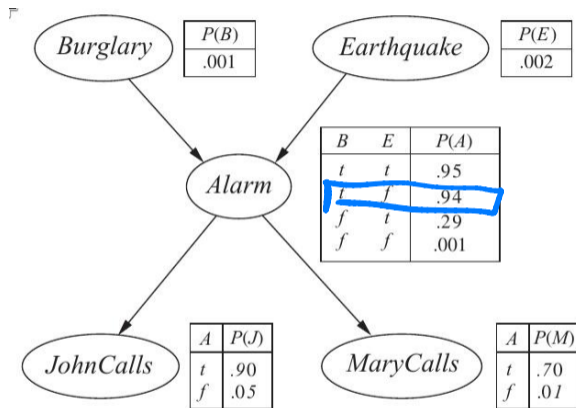 Burglary
P(B)
.001
Earthquake
P(E)
.002
Alarm
B E P(A)
t t .95
t f .94
f t .29
f f .001
JohnCalls
A P(J)
t .90
f .05
MaryCalls
A P(M)
t .70
f .01